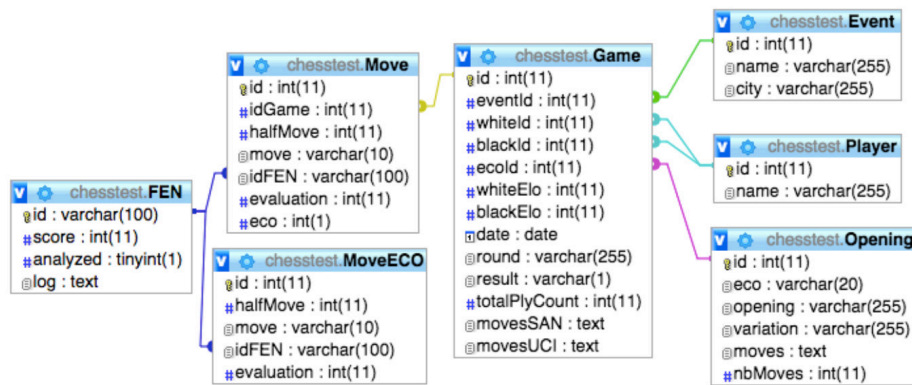 chesstest.FEN
id : varchar(100)
#score : int(11)
#analyzed : tinyint(1)
log : text
chesstest.Move
id : int(11)
#idGame : int(11)
#halfMove : int(11)
move : varchar(10)
idFEN : varchar(100)
#evaluation : int(11)
#eco : int(1)
chesstest.MoveECO
id : int(11)
#halfMove : int(11)
move : varchar(10)
idFEN : varchar(100)
#evaluation : int(11)
chesstest.Game
id : int(11)
#eventId : int(11)
#whiteId : int(11)
#blackId : int(11)
#ecoId : int(11)
#whiteElo : int(11)
#blackElo : int(11)
date : date
round : varchar(255)
result : varchar(1)
#totalPlyCount : int(11)
movesSAN : text
movesUCI : text
chesstest.Event
id : int(11)
name : varchar(255)
city : varchar(255)
chesstest.Player
id : int(11)
name : varchar(255)
chesstest.Opening
id : int(11)
eco : varchar(20)
opening : varchar(255)
variation : varchar(255)
moves : text
#nbMoves : int(11)